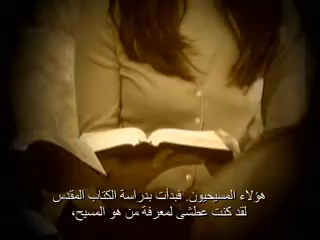 هؤلاء المسيحيون. فبدأت بدراسة الكتاب المقدس
لقد كنت عطشى لمعرفة من هو المسيح،